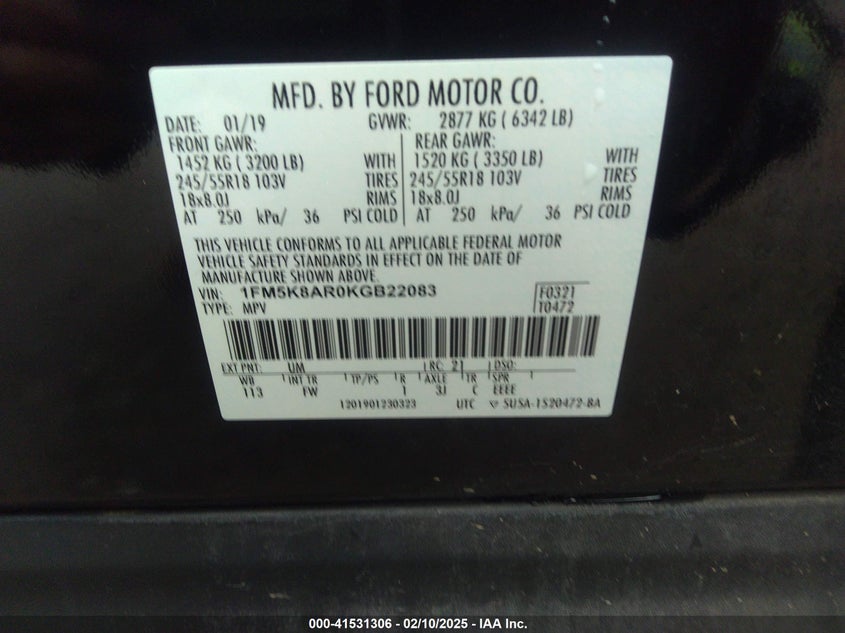 MFD. BY FORD MOTOR CO.
DATE: 01/19 GVWR: 2877 KG ( 6342 LB)
FRONT GAWR: REAR GAWR:
1452 KG ( 3200 LB) WITH 1520 KG ( 3350 LB) WITH
245/55R18 103V TIRES 245/55R18 103V TIRES
18x8.0J RIMS 18x8.0J RIMS
AT 250 kPa/ 36 PSI COLD AT 250 kPa/ 36 PSI COLD
THIS VEHICLE CONFORMS TO ALL APPLICABLE FEDERAL MOTOR
VEHICLE SAFETY STANDARDS IN EFFECT ON THE DATE OF
MANUFACTURE SHOWN ABOVE.
VIN: 1FM5K8AR0KGB22083 F0321
TYPE: MPV T0472
EXT PNT: UM RC: 21 DSO:
WB INT TR TP/PS R AXLE TR SPR
113 FW 1 3J C EEEE
1201901230323 UTC SU5A-1520472-BA
000-41531306 - 02/10/2025 - IAA Inc.